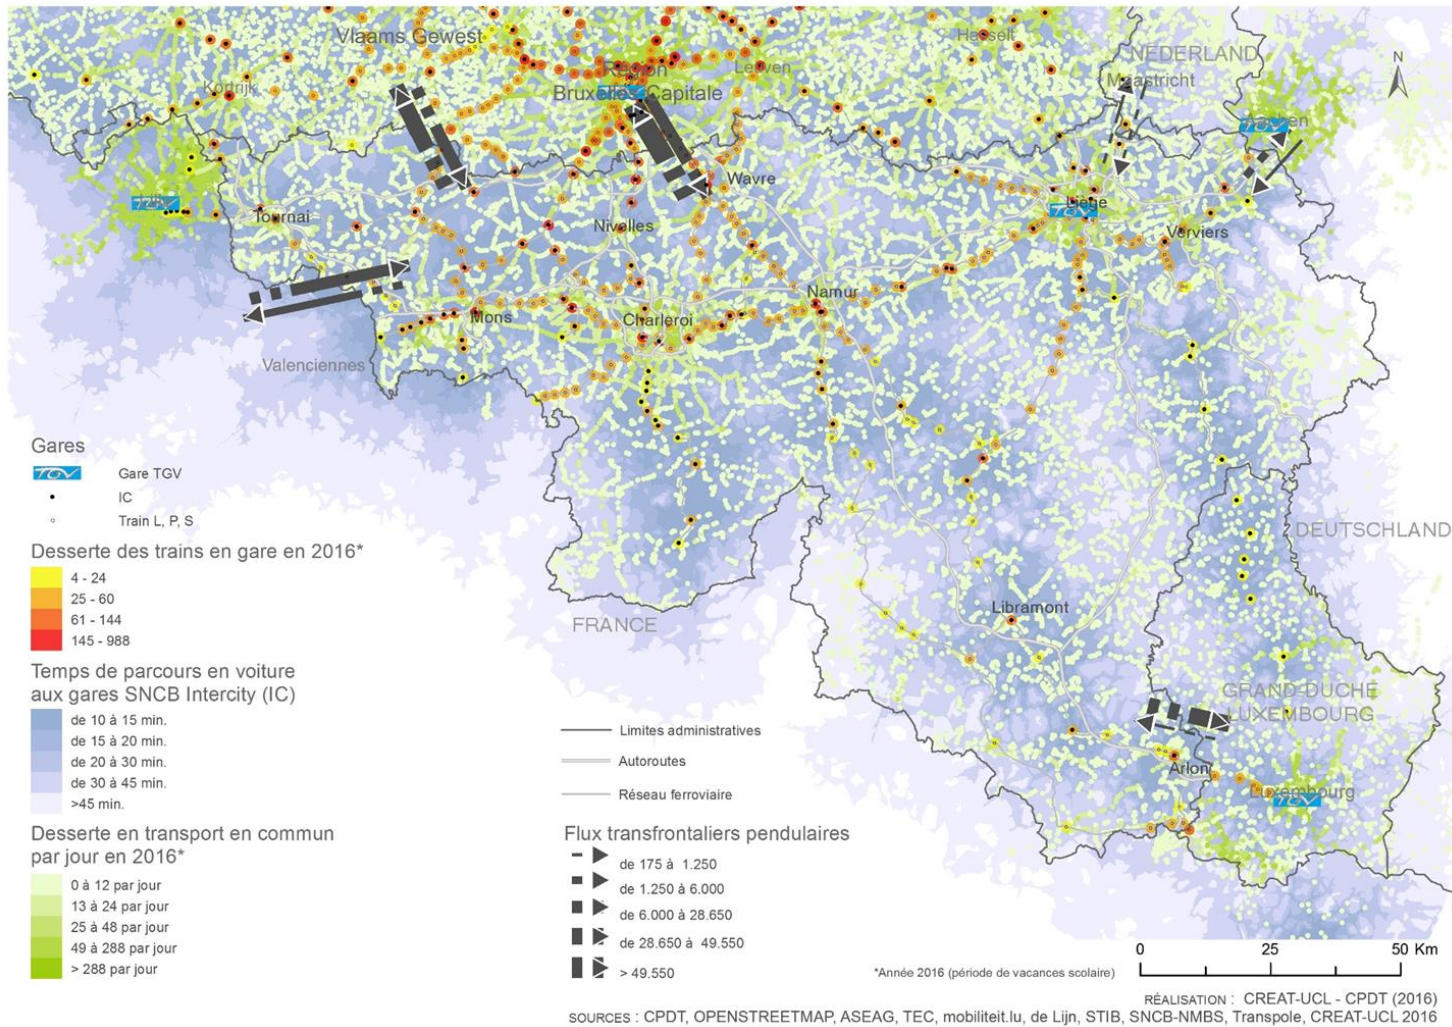 Vlaams Gewest
Hasselt
Région
Bruxelles Capitale
Leuven
NEDERLAND
Maastricht
Kortrijk
TGV
Aachen
TGV
N
Lille
TGV
Tournai
Wavre
Nivelles
Liège
TGV
Verviers
Namur
Mons
Charleroi
Valenciennes
DEUTSCHLAND
FRANCE
Libramont
GRAND-DUCHÉ
LUXEMBOURG
Arlon
Luxembourg
TGV
Gares
TGV Gare TGV
IC
Train L, P, S
Desserte des trains en gare en 2016*
4 - 24
25 - 60
61 - 144
145 - 988
Temps de parcours en voiture
aux gares SNCB Intercity (IC)
de 10 à 15 min.
de 15 à 20 min.
de 20 à 30 min.
de 30 à 45 min.
>45 min.
Desserte en transport en commun
par jour en 2016*
0 à 12 par jour
13 à 24 par jour
25 à 48 par jour
49 à 288 par jour
> 288 par jour
Limites administratives
Autoroutes
Réseau ferroviaire
Flux transfrontaliers pendulaires
de 175 à 1.250
de 1.250 à 6.000
de 6.000 à 28.650
de 28.650 à 49.550
> 49.550
*Année 2016 (période de vacances scolaire)
0 25 50 Km
RÉALISATION : CREAT-UCL - CPDT (2016)
SOURCES : CPDT, OPENSTREETMAP, ASEAG, TEC, mobiliteit.lu, de Lijn, STIB, SNCB-NMBS, Transpole, CREAT-UCL 2016